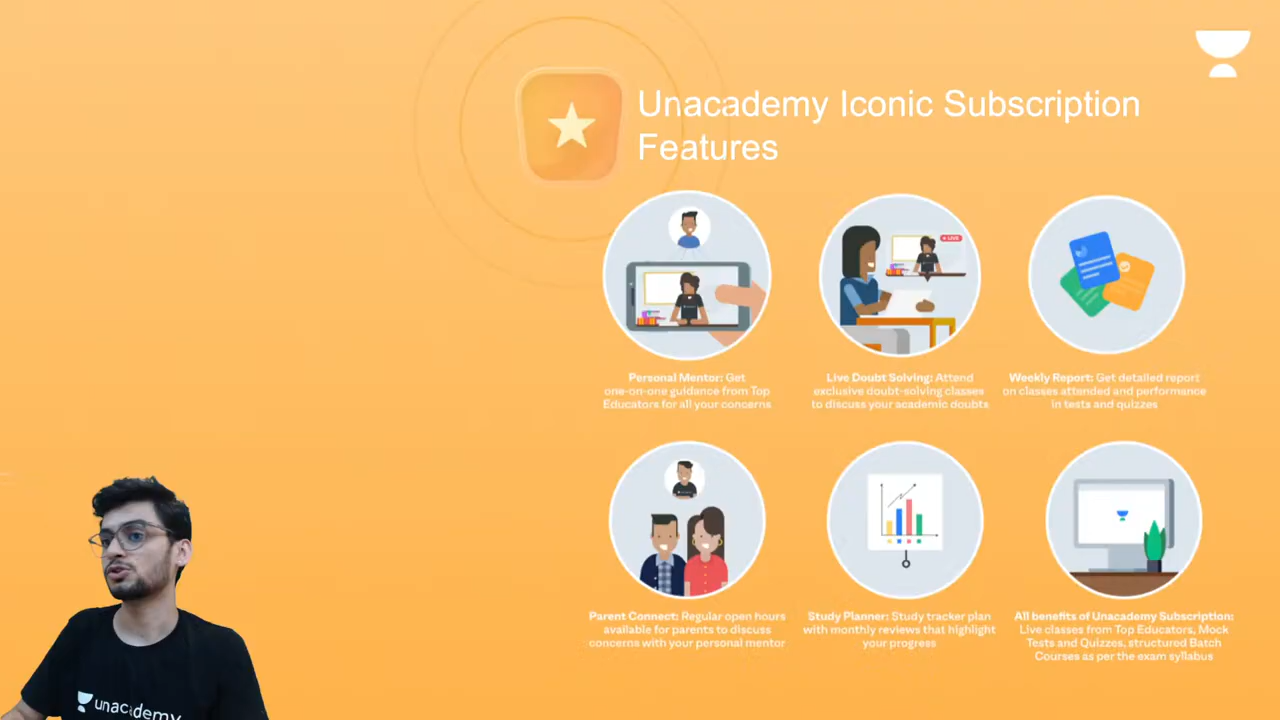 Unacademy Iconic Subscription
Features
LIVE
Personal Mentor: Get
one-on-one guidance from Top
Educators for all your concerns
Live Doubt Solving: Attend
exclusive doubt-solving classes
to discuss your academic doubts
Weekly Report: Get detailed report
on classes attended and performance
in tests and quizzes
Parent Connect: Regular open hours
available for parents to discuss
concerns with your personal mentor
Study Planner: Study tracker plan
with monthly reviews that highlight
your progress
All benefits of Unacademy Subscription:
Live classes from Top Educators, Mock
Tests and Quizzes, structured Batch
Courses as per the exam syllabus
unacademy